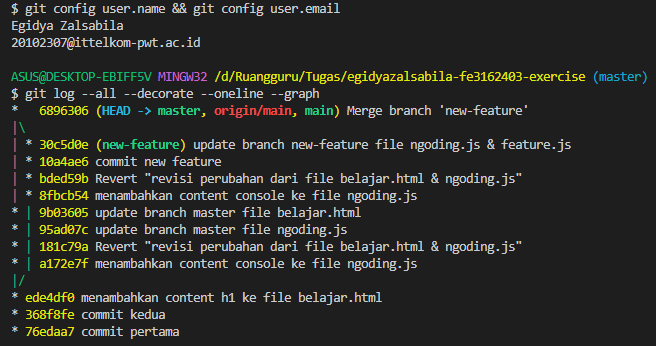 $ git config user.name && git config user.email
Egidya Zalsabila
20102307@ittelkom-pwt.ac.id
ASUS@DESKTOP-EBIFF5V MINGW32 /d/Ruangguru/Tugas/egidyazalsabila-fe3162403-exercise (master)
$ git log --all --decorate --oneline --graph
*   6896306 (HEAD -> master, origin/main, main) Merge branch 'new-feature'
|\
| * 30c5d0e (new-feature) update branch new-feature file ngoding.js & feature.js
| * 10a4ae6 commit new feature
| * bded59b Revert "revisi perubahan dari file belajar.html & ngoding.js"
| * 8fbcb54 menambahkan content console ke file ngoding.js
* | 9b03605 update branch master file belajar.html
* | 95ad07c update branch master file ngoding.js
* | 181c79a Revert "revisi perubahan dari file belajar.html & ngoding.js"
* | a172e7f menambahkan content console ke file ngoding.js
|/
* ede4df0 menambahkan content h1 ke file belajar.html
* 368f8fe commit kedua
* 76edaa7 commit pertama